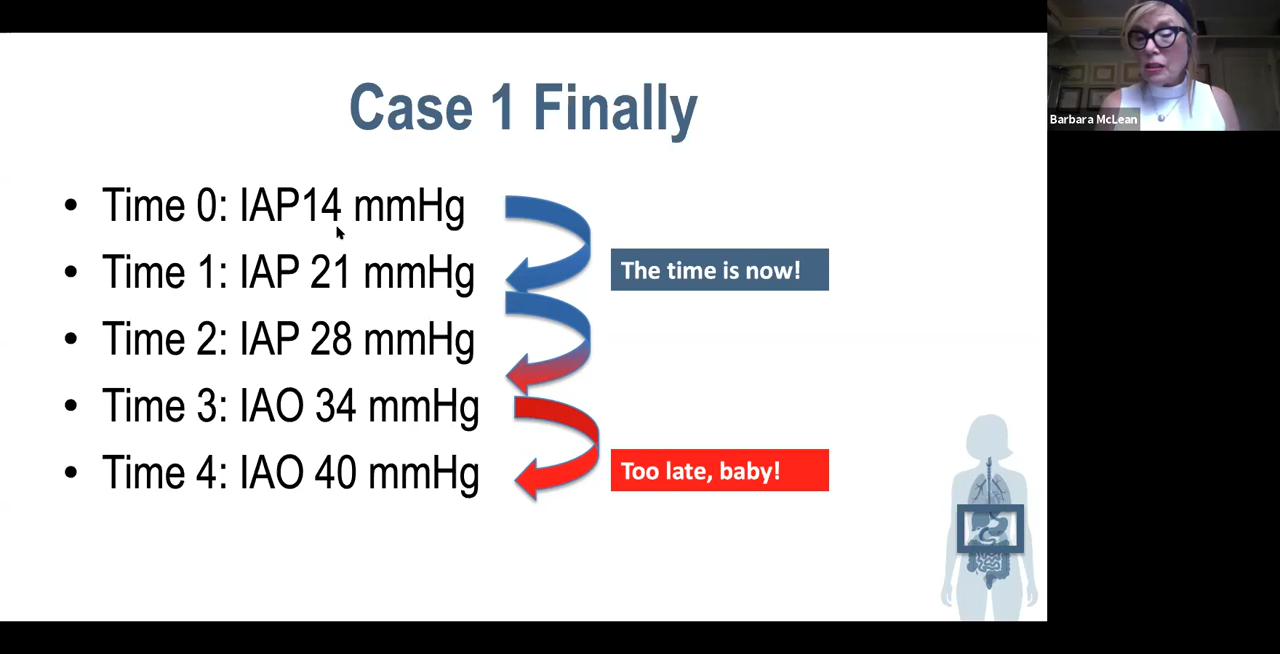 Case 1 Finally
• Time 0: IAP14 mmHg
• Time 1: IAP 21 mmHg
• Time 2: IAP 28 mmHg
• Time 3: IAO 34 mmHg
• Time 4: IAO 40 mmHg
The time is now!
Too late, baby!
Barbara McLean